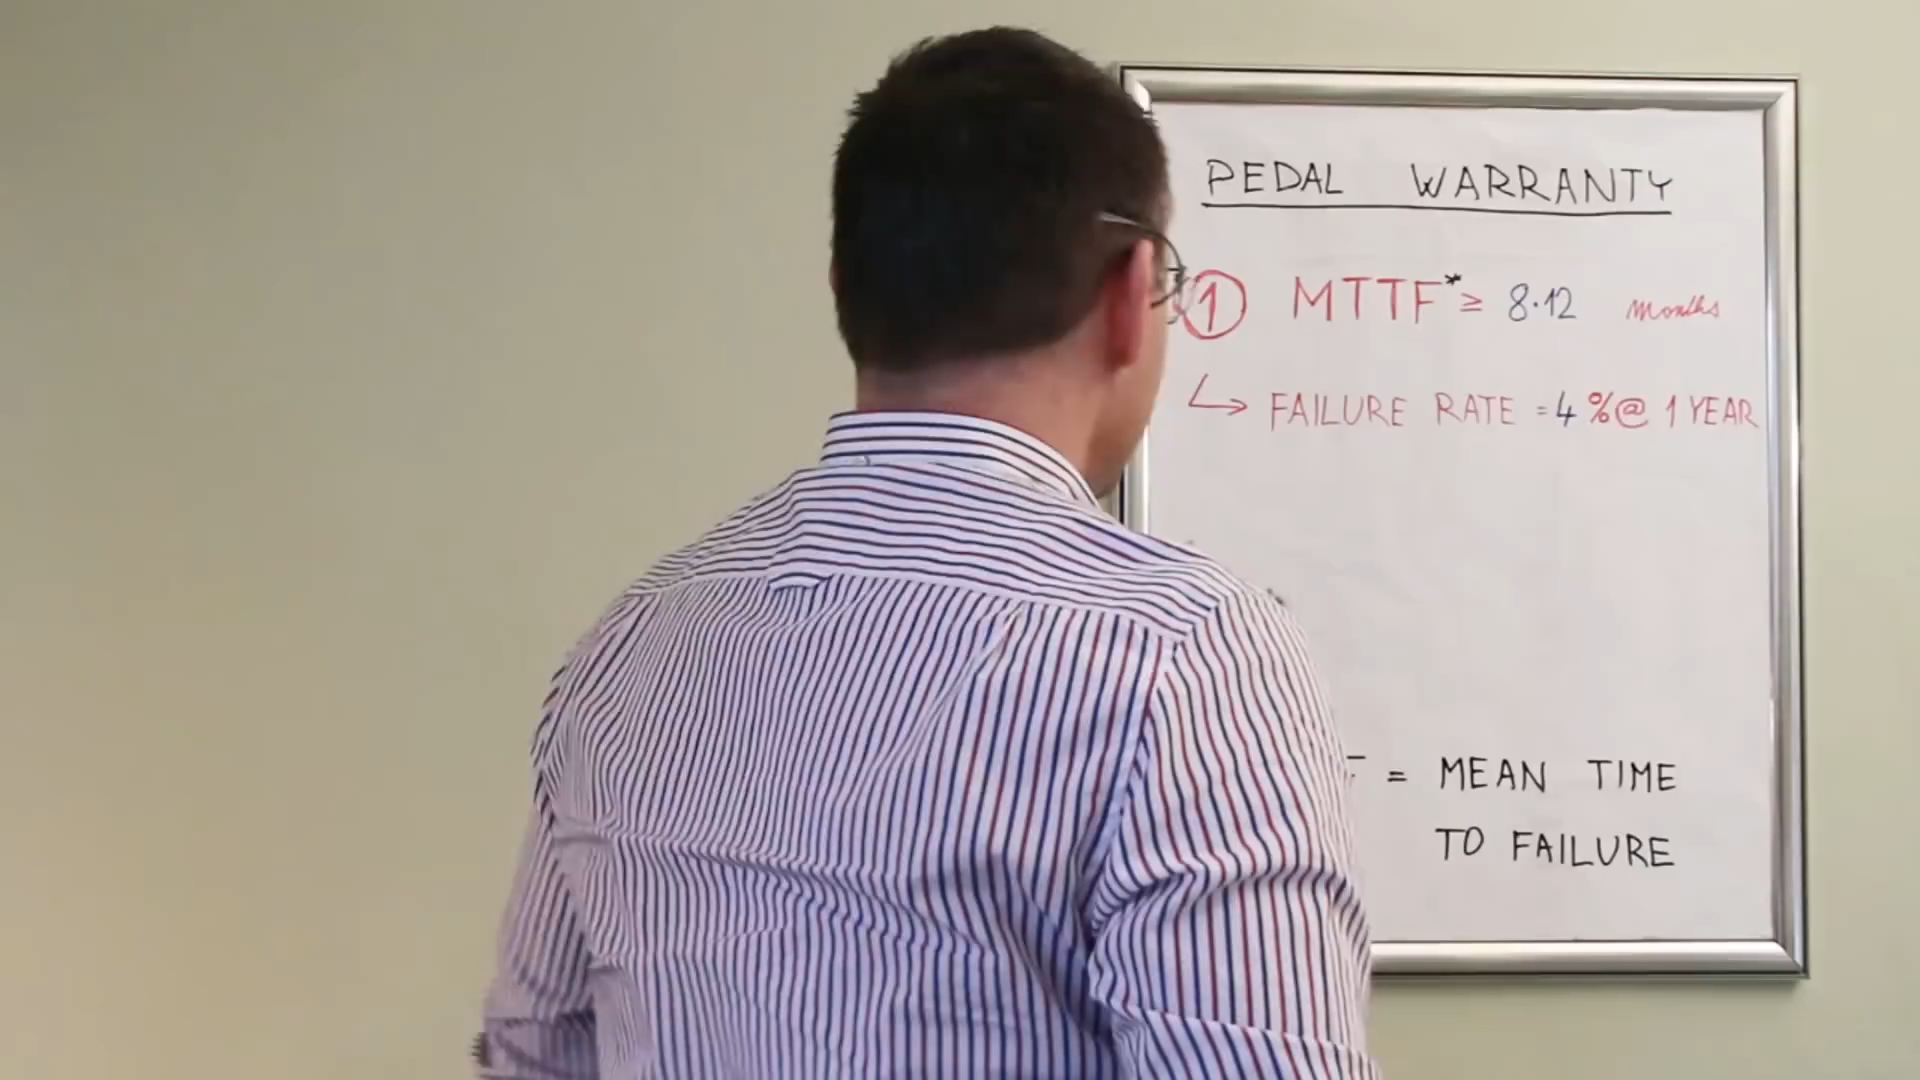 PEDAL WARRANTY
1 MTTF* ≥ 8·12 months
↳ FAILURE RATE = 4 %@ 1 YEAR
= MEAN TIME
TO FAILURE